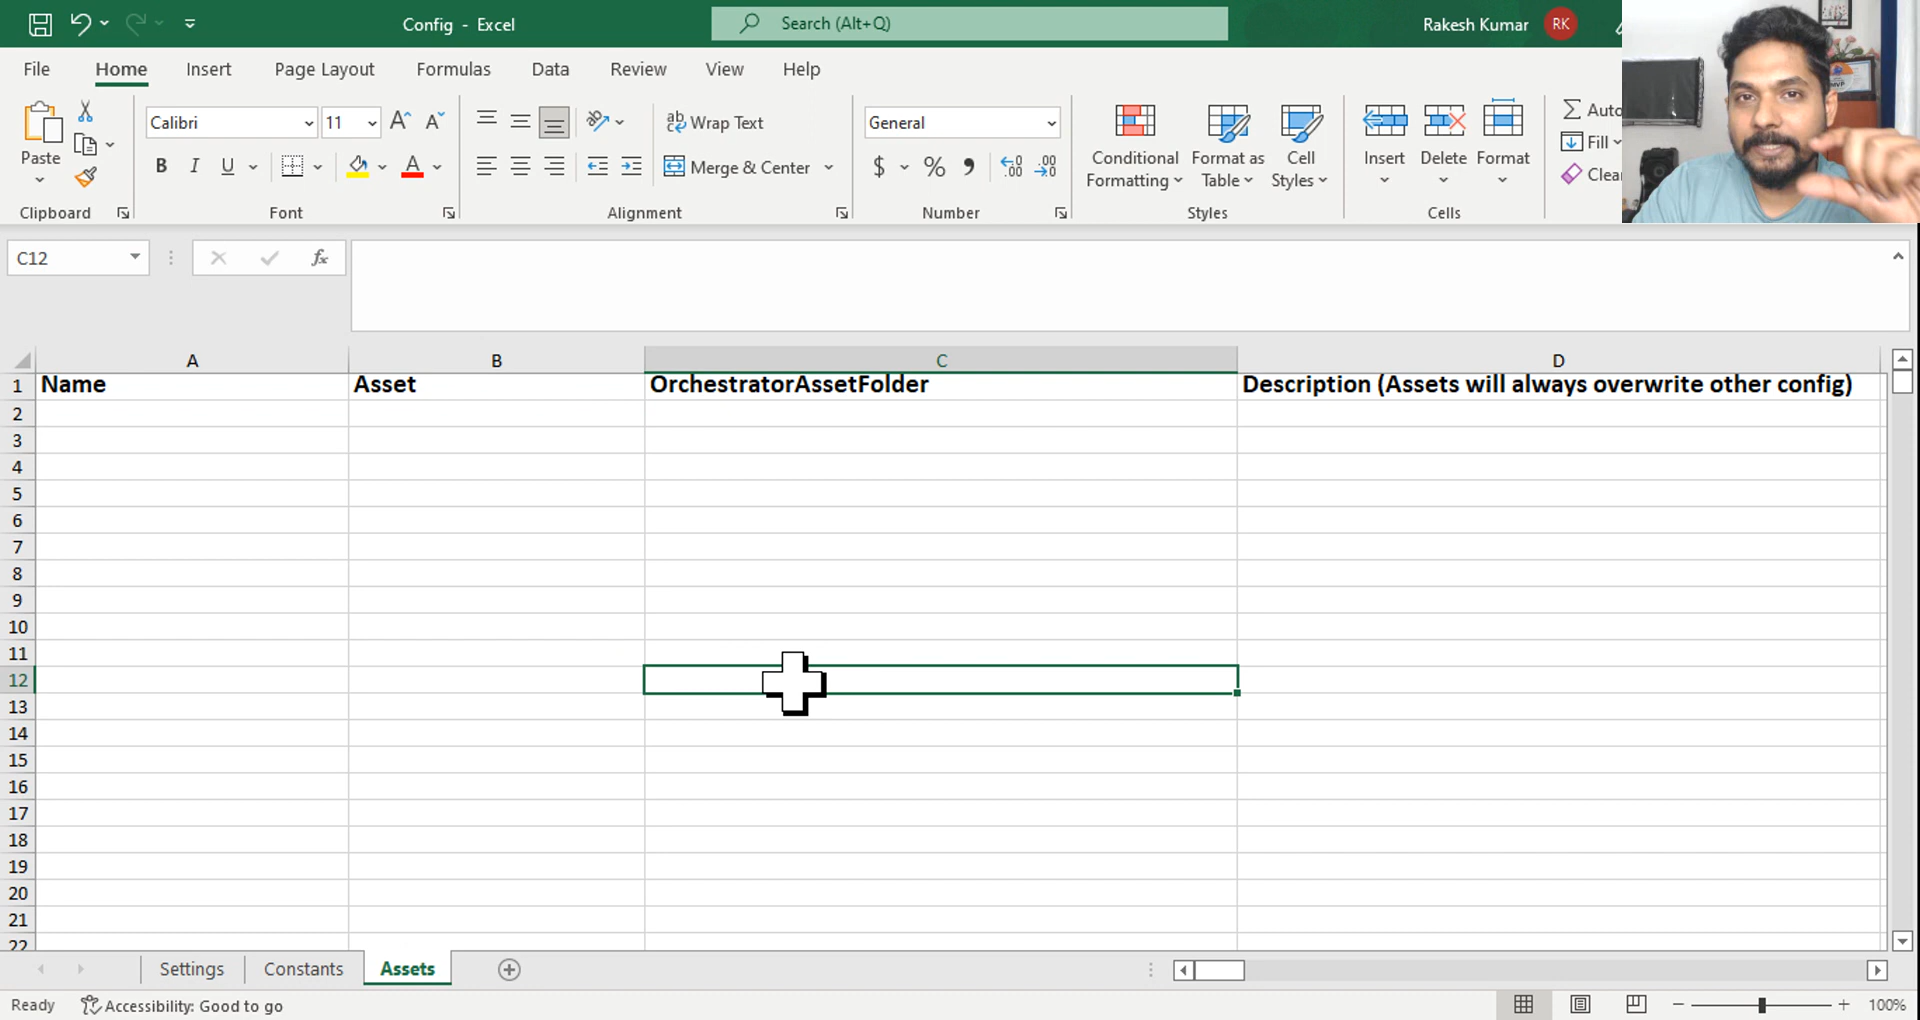 Config - Excel
Search (Alt+Q)
Rakesh Kumar
RK
File
Home
Insert
Page Layout
Formulas
Data
Review
View
Help
Paste
Clipboard
Calibri
11
A^
Aˇ
B
I
U
A
Font
ab
Wrap Text
Merge & Center
Alignment
General
$
%
,
.00
Number
Conditional
Formatting
Format as
Table
Cell
Styles
Styles
Insert
Delete
Format
Cells
Auto
Fill
Clea
C12
fx
A
B
C
D
1
Name
Asset
OrchestratorAssetFolder
Description (Assets will always overwrite other config)
2
3
4
5
6
7
8
9
10
11
12
13
14
15
16
17
18
19
20
21
22
Settings
Constants
Assets
Ready
Accessibility: Good to go
100%